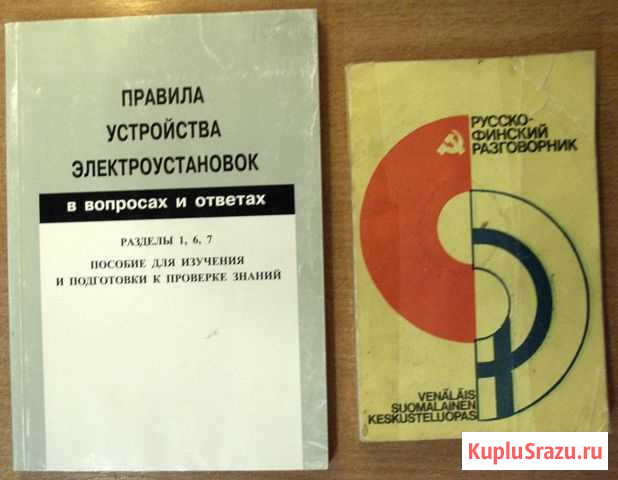 ПРАВИЛА
УСТРОЙСТВА
ЭЛЕКТРОУСТАНОВОК
в вопросах и ответах
РАЗДЕЛЫ 1, 6, 7
ПОСОБИЕ ДЛЯ ИЗУЧЕНИЯ
И ПОДГОТОВКИ К ПРОВЕРКЕ ЗНАНИЙ
РУССКО-
ФИНСКИЙ
РАЗГОВОРНИК
VENÄLÄIS
SUOMALAINEN
KESKUSTELUOPAS
KupluSrazu.ru